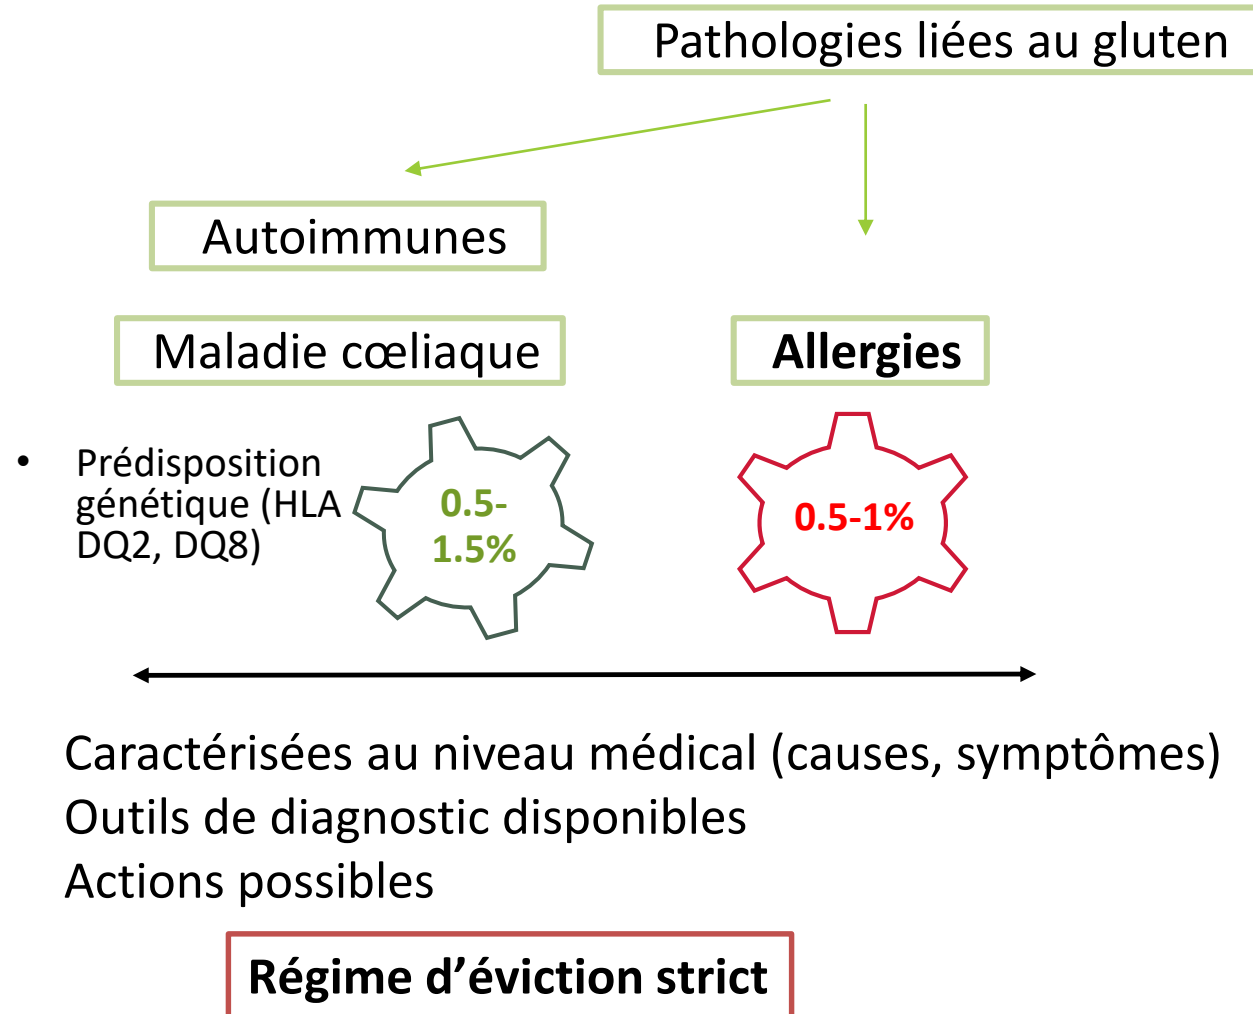 Pathologies liées au gluten
Autoimmunes
Maladie cœliaque
Allergies
• Prédisposition
génétique (HLA
DQ2, DQ8)
0.5-
1.5%
0.5-1%
Caractérisées au niveau médical (causes, symptômes)
Outils de diagnostic disponibles
Actions possibles
Régime d’éviction strict